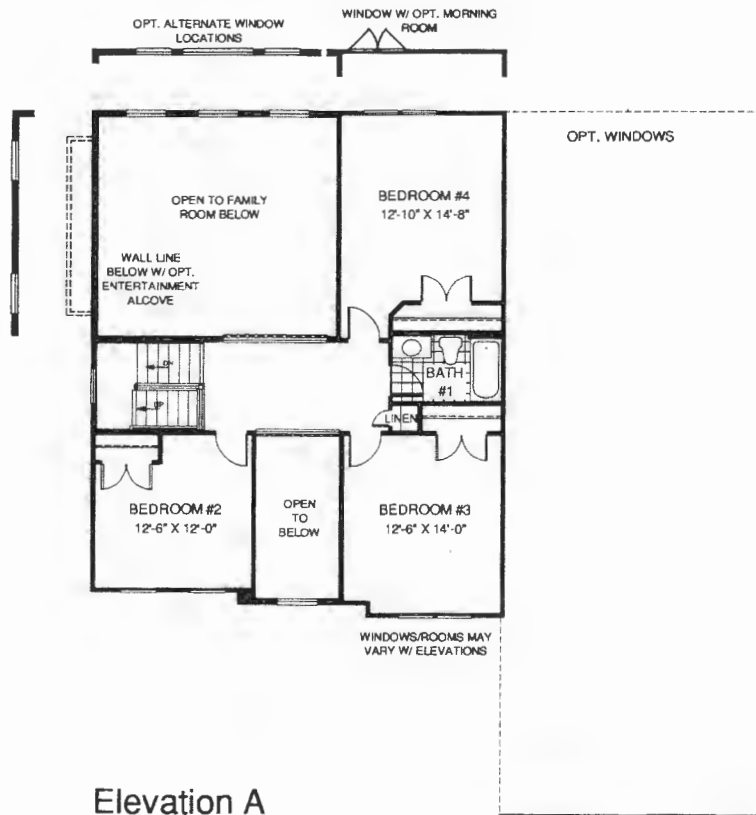 OPT. ALTERNATE WINDOW
LOCATIONS
WINDOW W/ OPT. MORNING
ROOM
OPT. WINDOWS
OPEN TO FAMILY
ROOM BELOW
BEDROOM #4
12'-10" X 14'-8"
WALL LINE
BELOW W/ OPT.
ENTERTAINMENT
ALCOVE
BATH
#1
LINEN
BEDROOM #2
12'-6" X 12'-0"
OPEN
TO
BELOW
BEDROOM #3
12'-6" X 14'-0"
WINDOWS/ROOMS MAY
VARY W/ ELEVATIONS
Elevation A